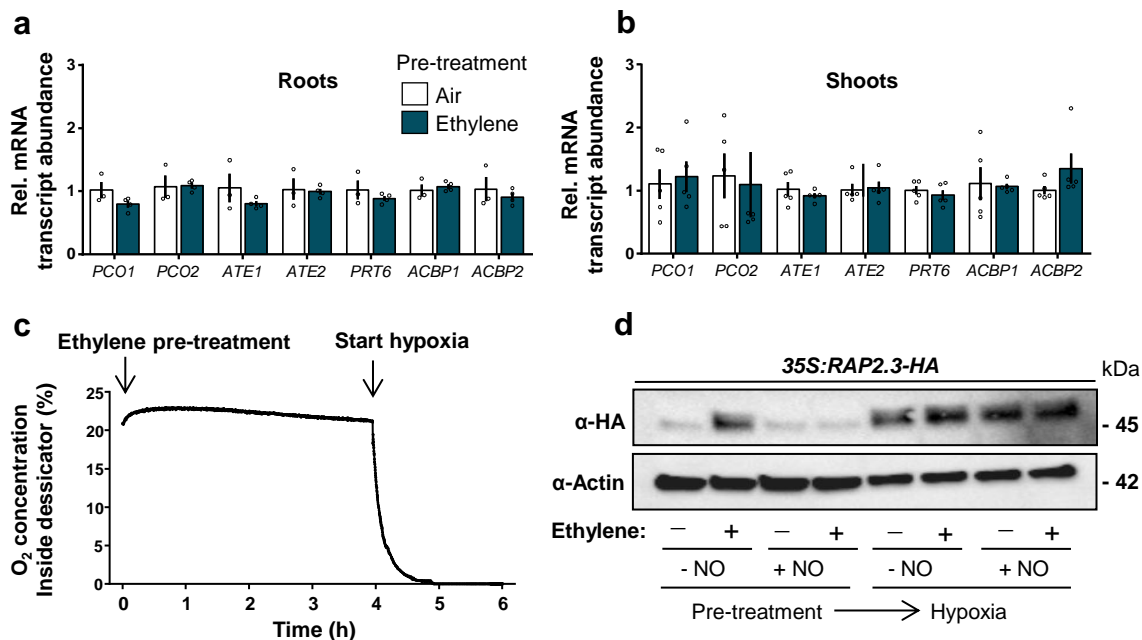 a
Rel. mRNA
transcript abundance
3
2
1
0
Roots
Pre-treatment
Air
Ethylene
PCO1 PCO2 ATE1 ATE2 PRT6 ACBP1 ACBP2
b
Rel. mRNA
transcript abundance
3
2
1
0
Shoots
PCO1 PCO2 ATE1 ATE2 PRT6 ACBP1 ACBP2
c
Ethylene pre-treatment Start hypoxia
O2 concentration
Inside dessicator (%)
25
20
15
10
5
0
0 1 2 3 4 5 6
Time (h)
d
35S:RAP2.3-HA kDa
α-HA - 45
α-Actin - 42
Ethylene: – + – + – + – +
- NO + NO - NO + NO
Pre-treatment Hypoxia